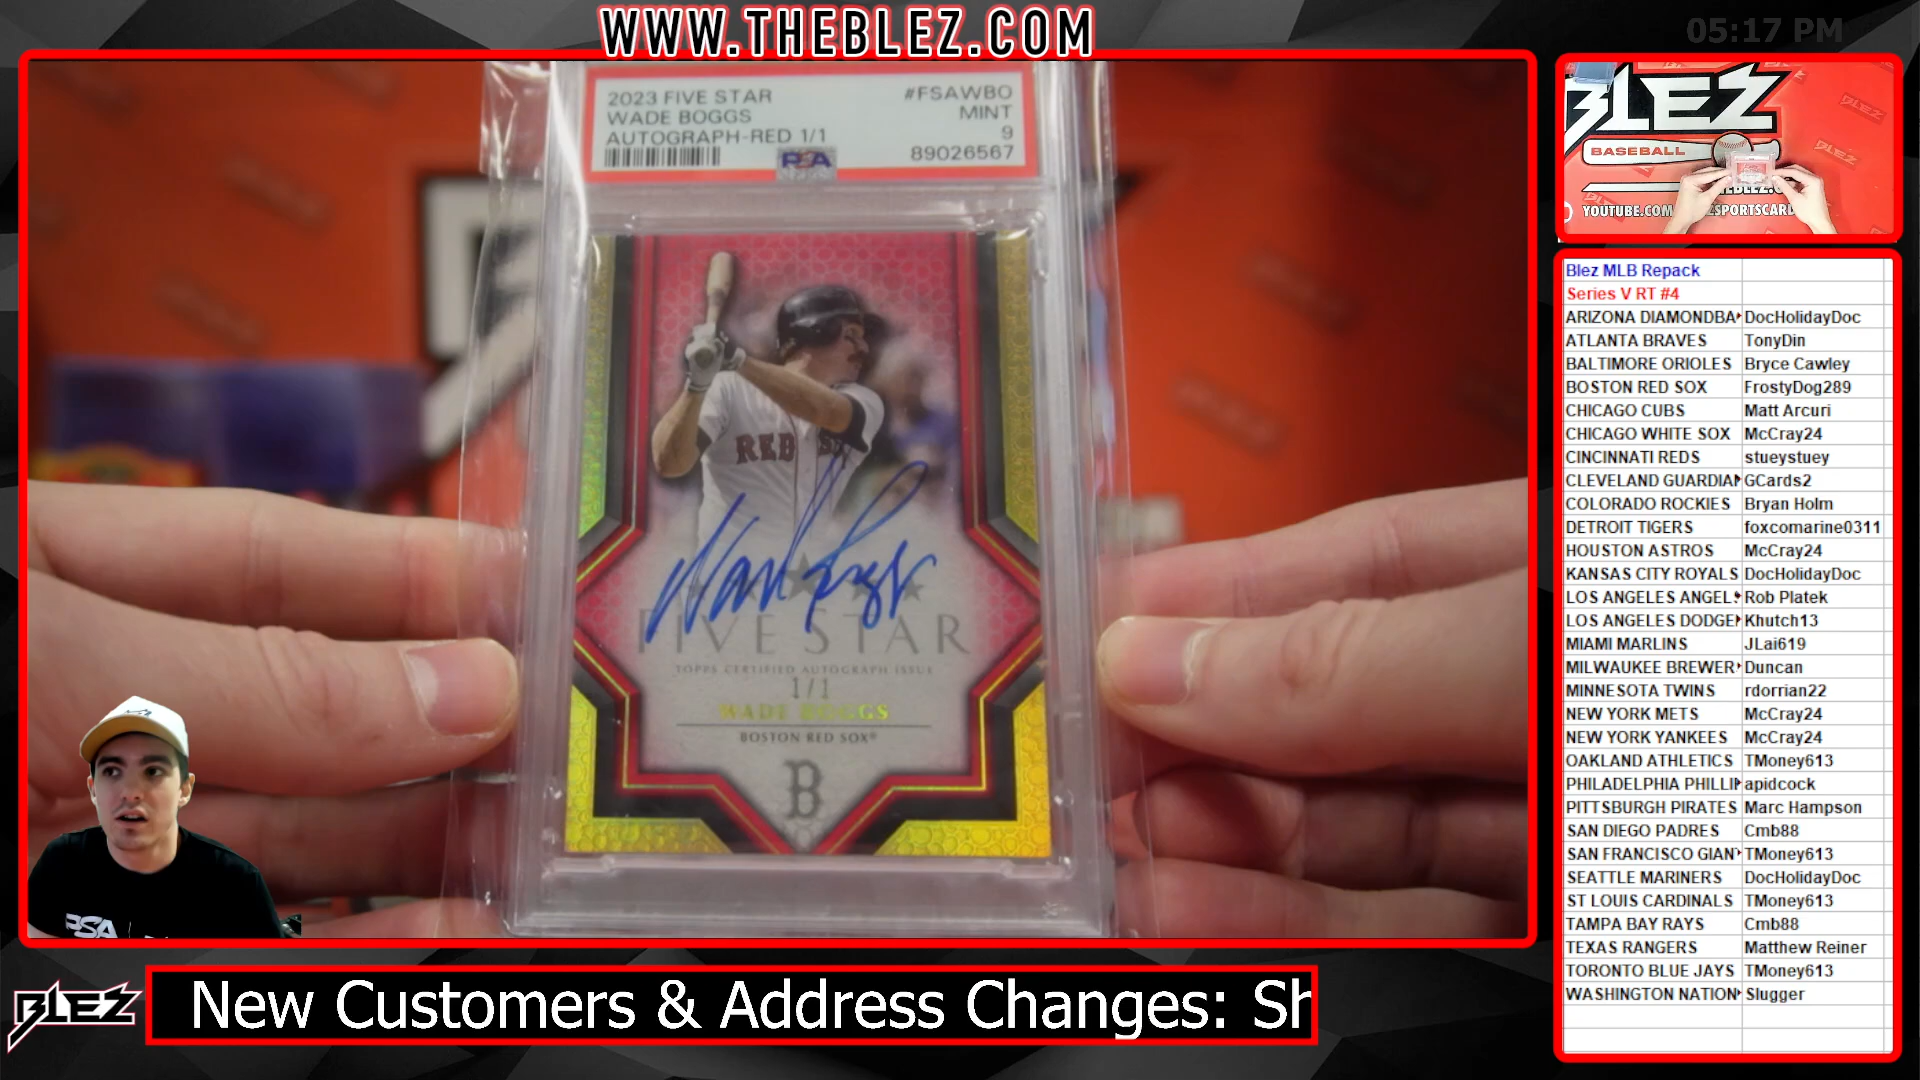 WWW.THEBLEZ.COM
05:17 PM
2023 FIVE STAR #FSAWBO
WADE BOGGS MINT
AUTOGRAPH-RED 1/1 9
PSA 89026567
RED
FIVE STAR
TOPPS CERTIFIED AUTOGRAPH ISSUE
1/1
WADE BOGGS
BOSTON RED SOX®
B
PSA
BLEZ
BASEBALL
YOUTUBE.COM
Blez MLB Repack
Series V RT #4
ARIZONA DIAMONDBA DocHolidayDoc
ATLANTA BRAVES TonyDin
BALTIMORE ORIOLES Bryce Cawley
BOSTON RED SOX FrostyDog289
CHICAGO CUBS Matt Arcuri
CHICAGO WHITE SOX McCray24
CINCINNATI REDS stueystuey
CLEVELAND GUARDIAN GCards2
COLORADO ROCKIES Bryan Holm
DETROIT TIGERS foxcomarine0311
HOUSTON ASTROS McCray24
KANSAS CITY ROYALS DocHolidayDoc
LOS ANGELES ANGELS Rob Platek
LOS ANGELES DODGE Khutch13
MIAMI MARLINS JLai619
MILWAUKEE BREWER Duncan
MINNESOTA TWINS rdorrian22
NEW YORK METS McCray24
NEW YORK YANKEES McCray24
OAKLAND ATHLETICS TMoney613
PHILADELPHIA PHILLI apidcock
PITTSBURGH PIRATES Marc Hampson
SAN DIEGO PADRES Cmb88
SAN FRANCISCO GIAN TMoney613
SEATTLE MARINERS DocHolidayDoc
ST LOUIS CARDINALS TMoney613
TAMPA BAY RAYS Cmb88
TEXAS RANGERS Matthew Reiner
TORONTO BLUE JAYS TMoney613
WASHINGTON NATION Slugger
BLEZ
New Customers & Address Changes: Sh